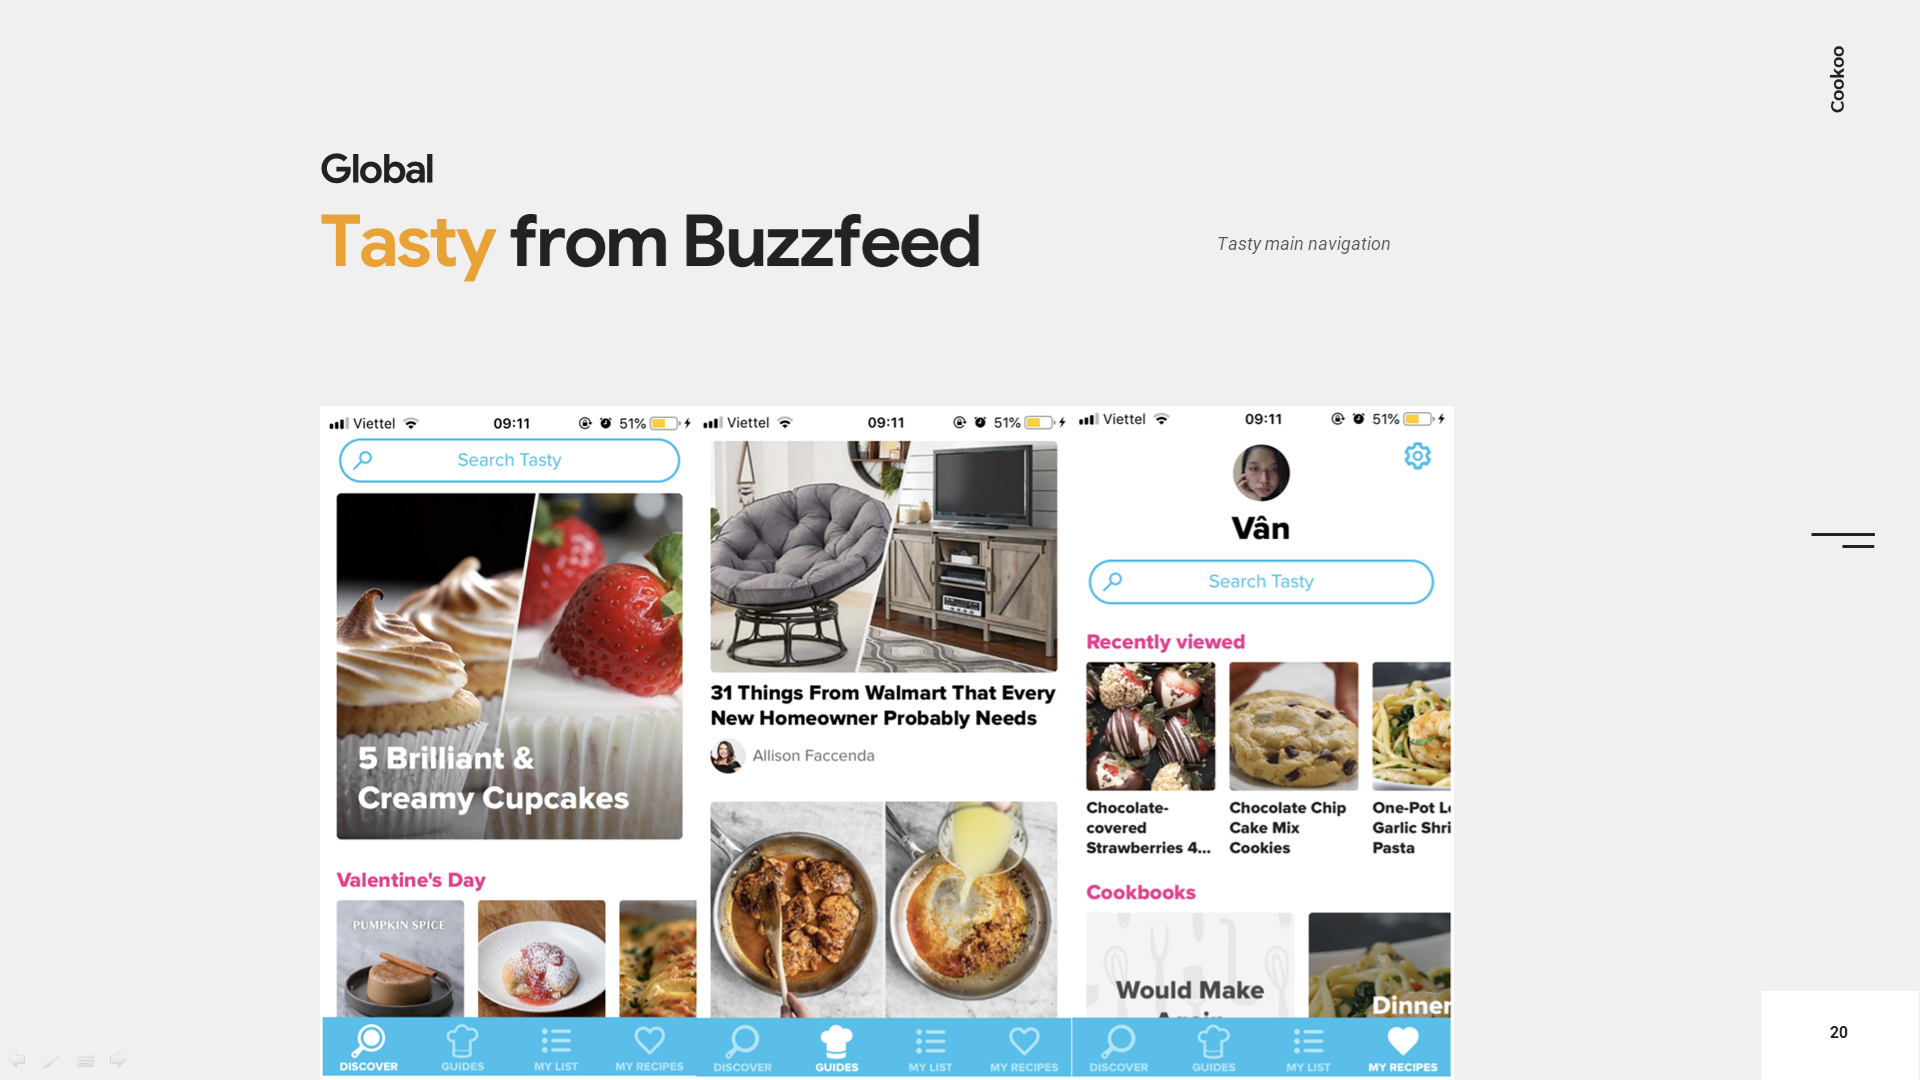 Cookoo
Global
Tasty from Buzzfeed
Tasty main navigation
Viettel 09:11 51%
Search Tasty
5 Brilliant &
Creamy Cupcakes
Valentine's Day
PUMPKIN SPICE
DISCOVER GUIDES MY LIST MY RECIPES
Viettel 09:11 51%
31 Things From Walmart That Every
New Homeowner Probably Needs
Allison Faccenda
DISCOVER GUIDES MY LIST MY RECIPES
Viettel 09:11 51%
Vân
Search Tasty
Recently viewed
Chocolate-
covered
Strawberries 4...
Chocolate Chip
Cake Mix
Cookies
One-Pot Le
Garlic Shri
Pasta
Cookbooks
Would Make
Again
Dinner
DISCOVER GUIDES MY LIST MY RECIPES
20